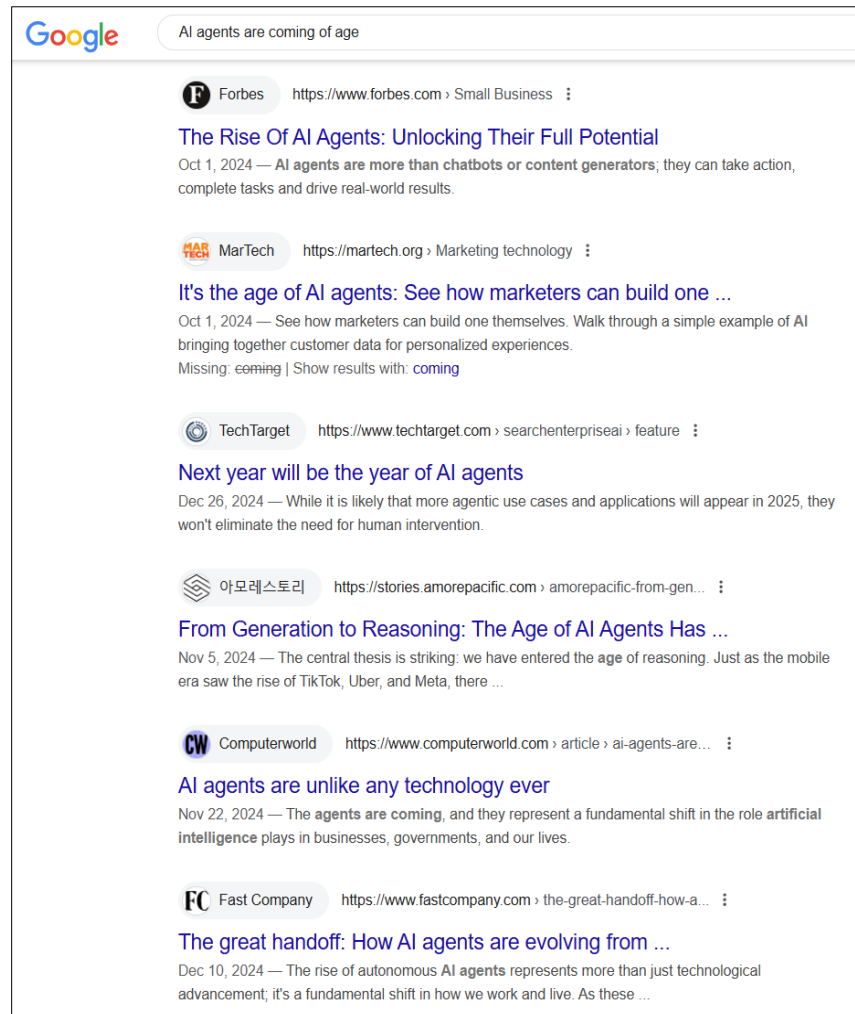 Google
AI agents are coming of age
Forbes https://www.forbes.com › Small Business
The Rise Of AI Agents: Unlocking Their Full Potential
Oct 1, 2024 — AI agents are more than chatbots or content generators; they can take action,
complete tasks and drive real-world results.
MAR TECH MarTech https://martech.org › Marketing technology
It's the age of AI agents: See how marketers can build one ...
Oct 1, 2024 — See how marketers can build one themselves. Walk through a simple example of AI
bringing together customer data for personalized experiences.
Missing: coming | Show results with: coming
TechTarget https://www.techtarget.com › searchenterpriseai › feature
Next year will be the year of AI agents
Dec 26, 2024 — While it is likely that more agentic use cases and applications will appear in 2025, they
won't eliminate the need for human intervention.
아모레스토리 https://stories.amorepacific.com › amorepacific-from-gen...
From Generation to Reasoning: The Age of AI Agents Has ...
Nov 5, 2024 — The central thesis is striking: we have entered the age of reasoning. Just as the mobile
era saw the rise of TikTok, Uber, and Meta, there ...
CW Computerworld https://www.computerworld.com › article › ai-agents-are...
AI agents are unlike any technology ever
Nov 22, 2024 — The agents are coming, and they represent a fundamental shift in the role artificial
intelligence plays in businesses, governments, and our lives.
FC Fast Company https://www.fastcompany.com › the-great-handoff-how-a...
The great handoff: How AI agents are evolving from ...
Dec 10, 2024 — The rise of autonomous AI agents represents more than just technological
advancement; it's a fundamental shift in how we work and live. As these ...